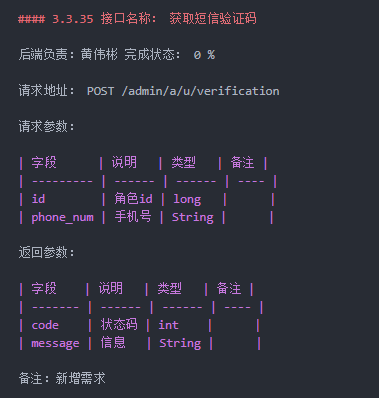 #### 3.3.35 接口名称： 获取短信验证码
后端负责：黄伟彬 完成状态： 0 %
请求地址： POST /admin/a/u/verification
请求参数：
| 字段 | 说明 | 类型 | 备注 |
| --------- | ------ | ------ | ---- |
| id | 角色id | long | |
| phone_num | 手机号 | String | |
返回参数：
| 字段 | 说明 | 类型 | 备注 |
| ------- | ------ | ------ | ---- |
| code | 状态码 | int | |
| message | 信息 | String | |
备注：新增需求